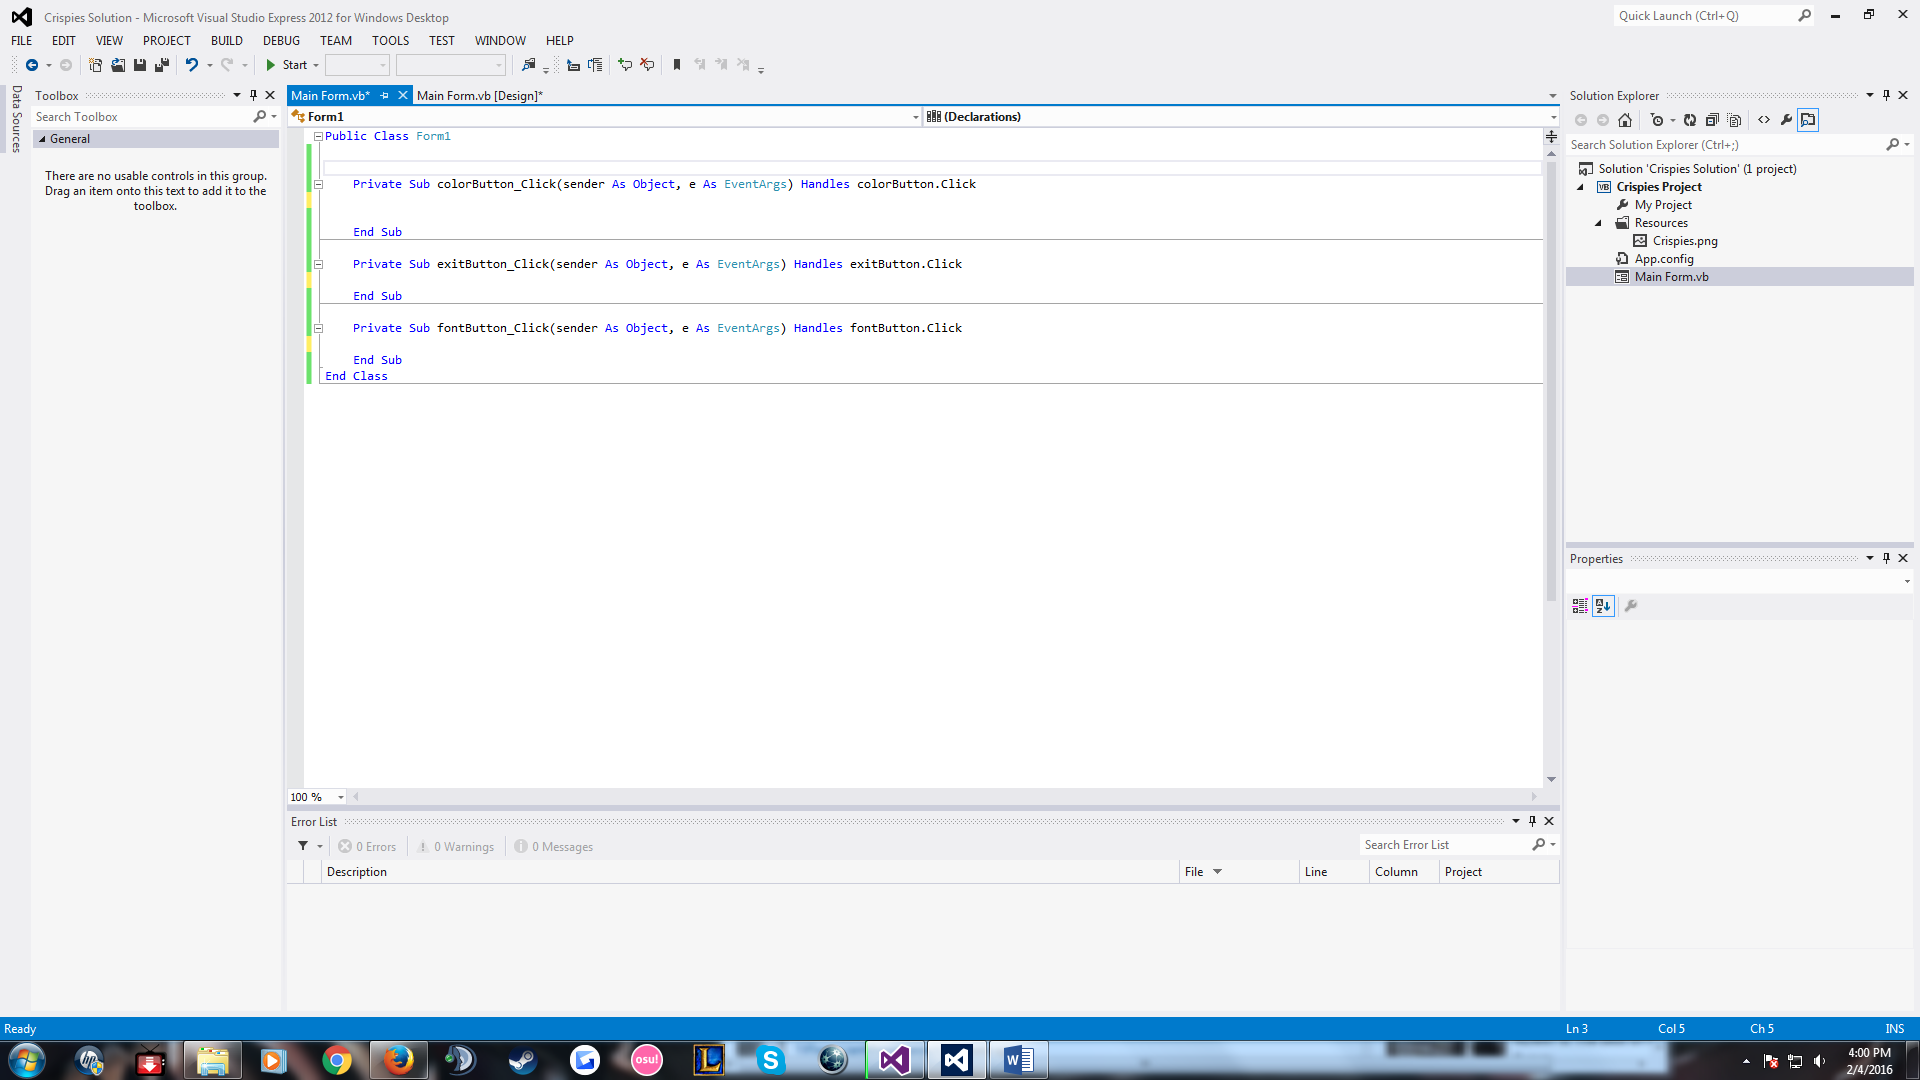 Crispies Solution - Microsoft Visual Studio Express 2012 for Windows Desktop
Quick Launch (Ctrl+Q)
FILE EDIT VIEW PROJECT BUILD DEBUG TEAM TOOLS TEST WINDOW HELP
Start
Data Sources
Toolbox
Search Toolbox
General
There are no usable controls in this group.
Drag an item onto this text to add it to the
toolbox.
Main Form.vb* Main Form.vb [Design]*
Form1 (Declarations)
Public Class Form1
Private Sub colorButton_Click(sender As Object, e As EventArgs) Handles colorButton.Click
End Sub
Private Sub exitButton_Click(sender As Object, e As EventArgs) Handles exitButton.Click
End Sub
Private Sub fontButton_Click(sender As Object, e As EventArgs) Handles fontButton.Click
End Sub
End Class
100 %
Error List
0 Errors 0 Warnings 0 Messages
Search Error List
Description File Line Column Project
Solution Explorer
Search Solution Explorer (Ctrl+;)
Solution 'Crispies Solution' (1 project)
VB Crispies Project
My Project
Resources
Crispies.png
App.config
Main Form.vb
Properties
Ready Ln 3 Col 5 Ch 5 INS
hp osu! L S W
4:00 PM
2/4/2016